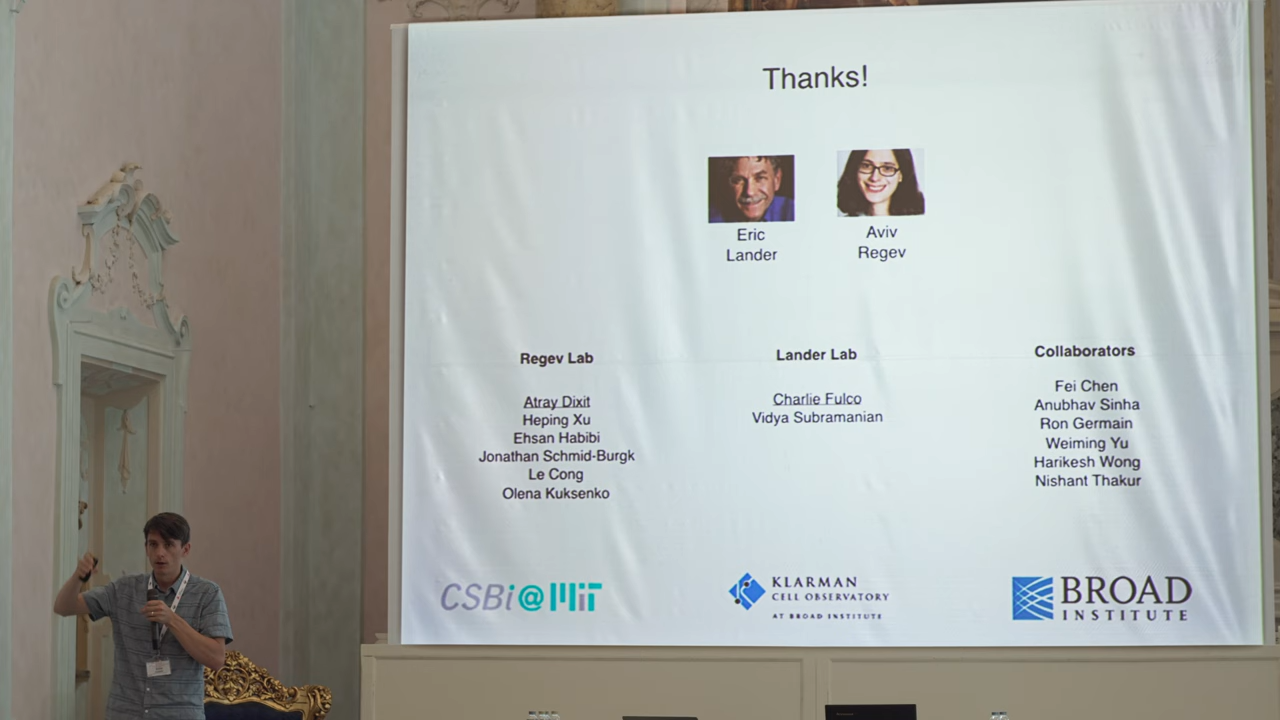 Thanks!
Eric
Lander
Aviv
Regev
Regev Lab
Atray Dixit
Heping Xu
Ehsan Habibi
Jonathan Schmid-Burgk
Le Cong
Olena Kuksenko
Lander Lab
Charlie Fulco
Vidya Subramanian
Collaborators
Fei Chen
Anubhav Sinha
Ron Germain
Weiming Yu
Harikesh Wong
Nishant Thakur
CSBi@MIT
KLARMAN
CELL OBSERVATORY
AT BROAD INSTITUTE
BROAD
INSTITUTE